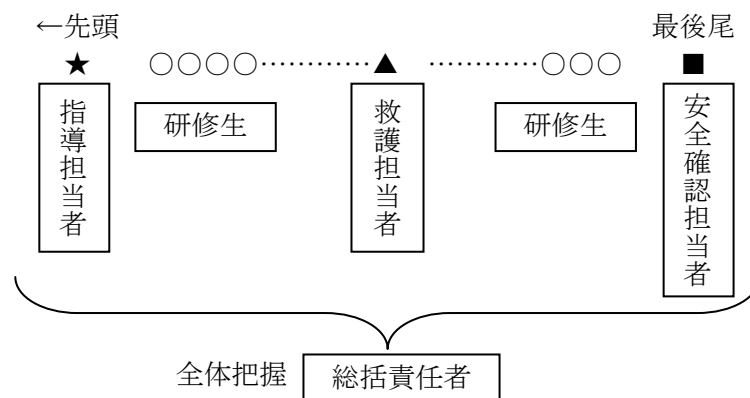 ←先頭 最後尾
★ ○○○○…………▲ …………○○○ ■
指導担当者
研修生
救護担当者
研修生
安全確認担当者
全体把握 総括責任者